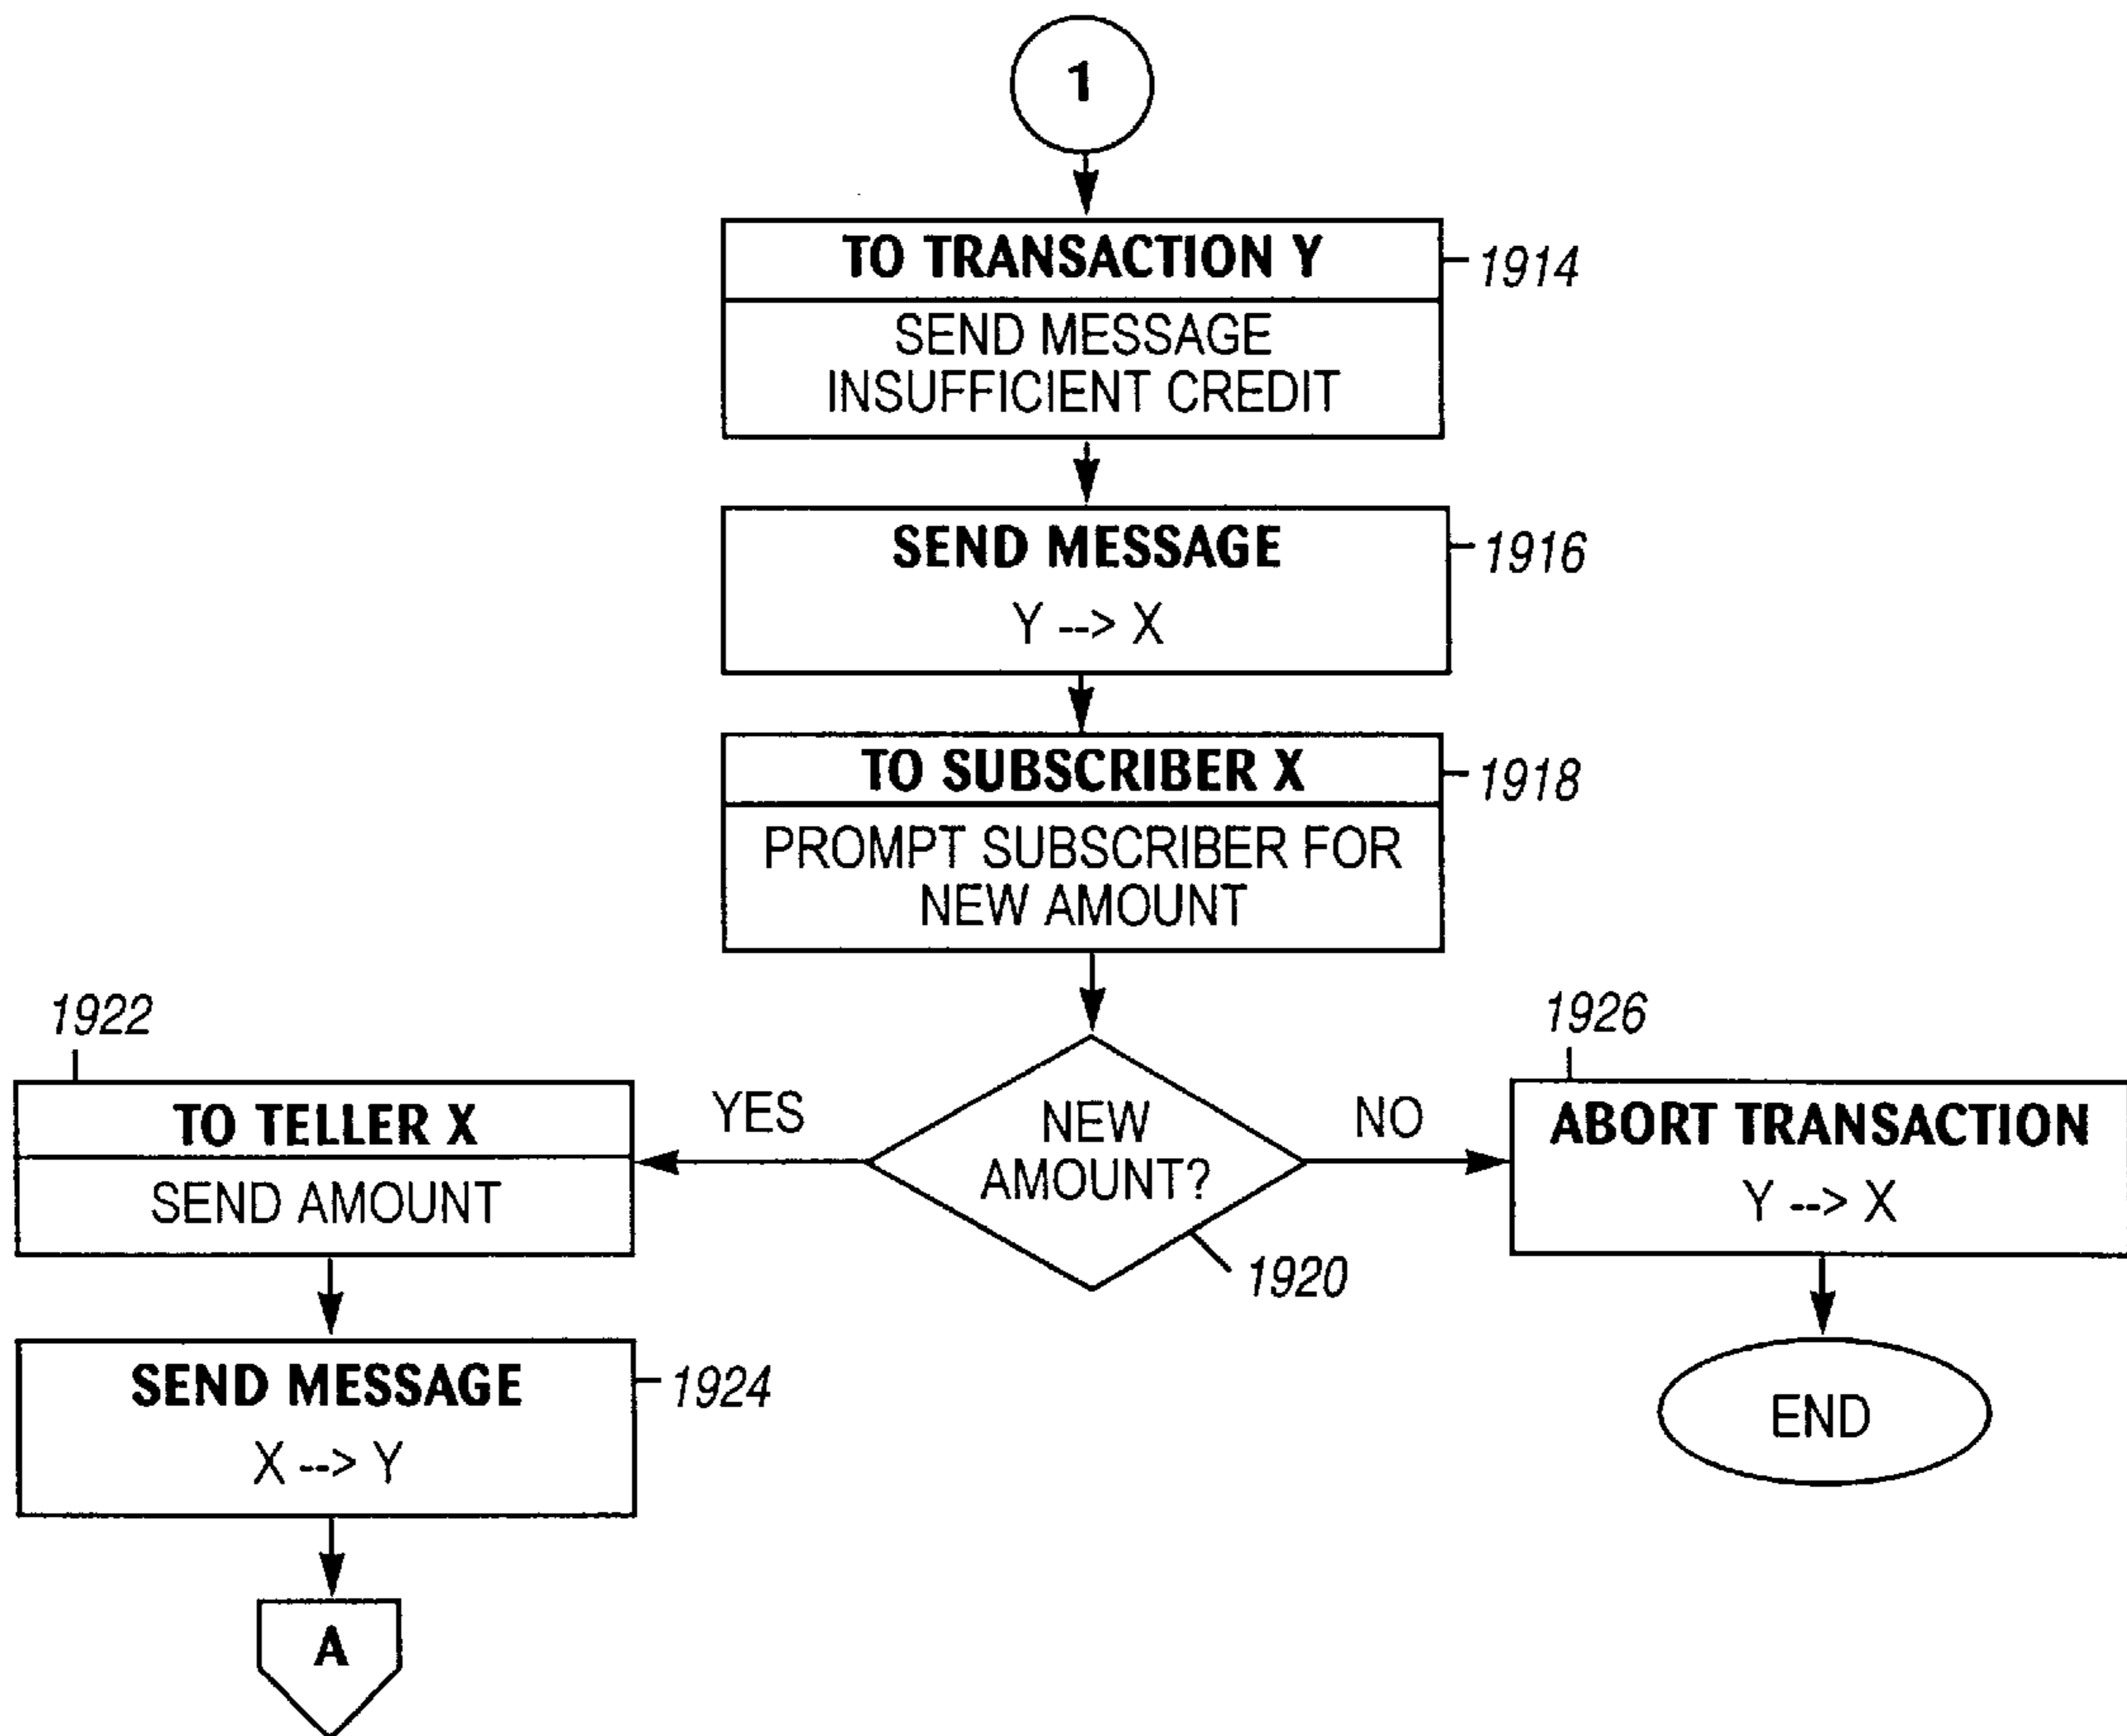 1
TO TRANSACTION Y
1914
SEND MESSAGE
INSUFFICIENT CREDIT
SEND MESSAGE
1916
Y --> X
TO SUBSCRIBER X
1918
PROMPT SUBSCRIBER FOR
NEW AMOUNT
1922
TO TELLER X
SEND AMOUNT
YES
NEW
AMOUNT?
1920
NO
1926
ABORT TRANSACTION
Y --> X
END
SEND MESSAGE
1924
X --> Y
A